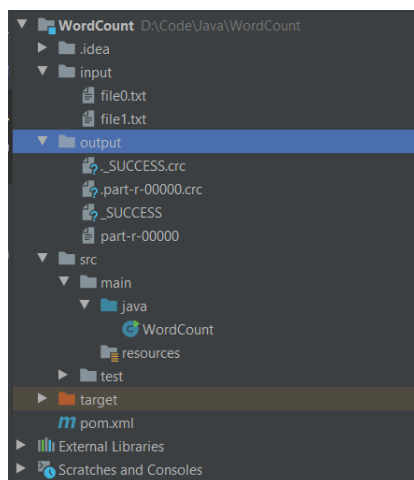 WordCount D:\Code\Java\WordCount
.idea
input
file0.txt
file1.txt
output
._SUCCESS.crc
.part-r-00000.crc
_SUCCESS
part-r-00000
src
main
java
WordCount
resources
test
target
pom.xml
External Libraries
Scratches and Consoles